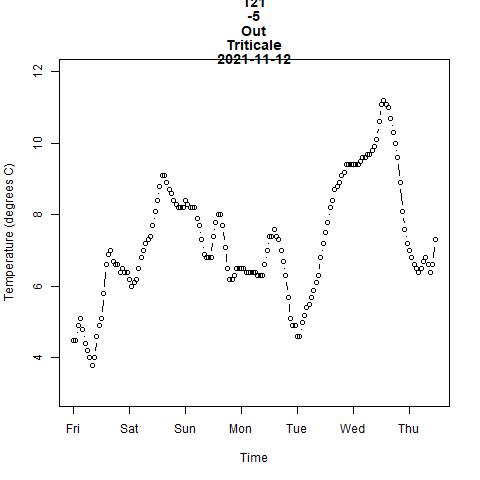 121
-5
Out
Triticale
2021-11-12
Temperature (degrees C)
12
10
8
6
4
Fri Sat Sun Mon Tue Wed Thu
Time